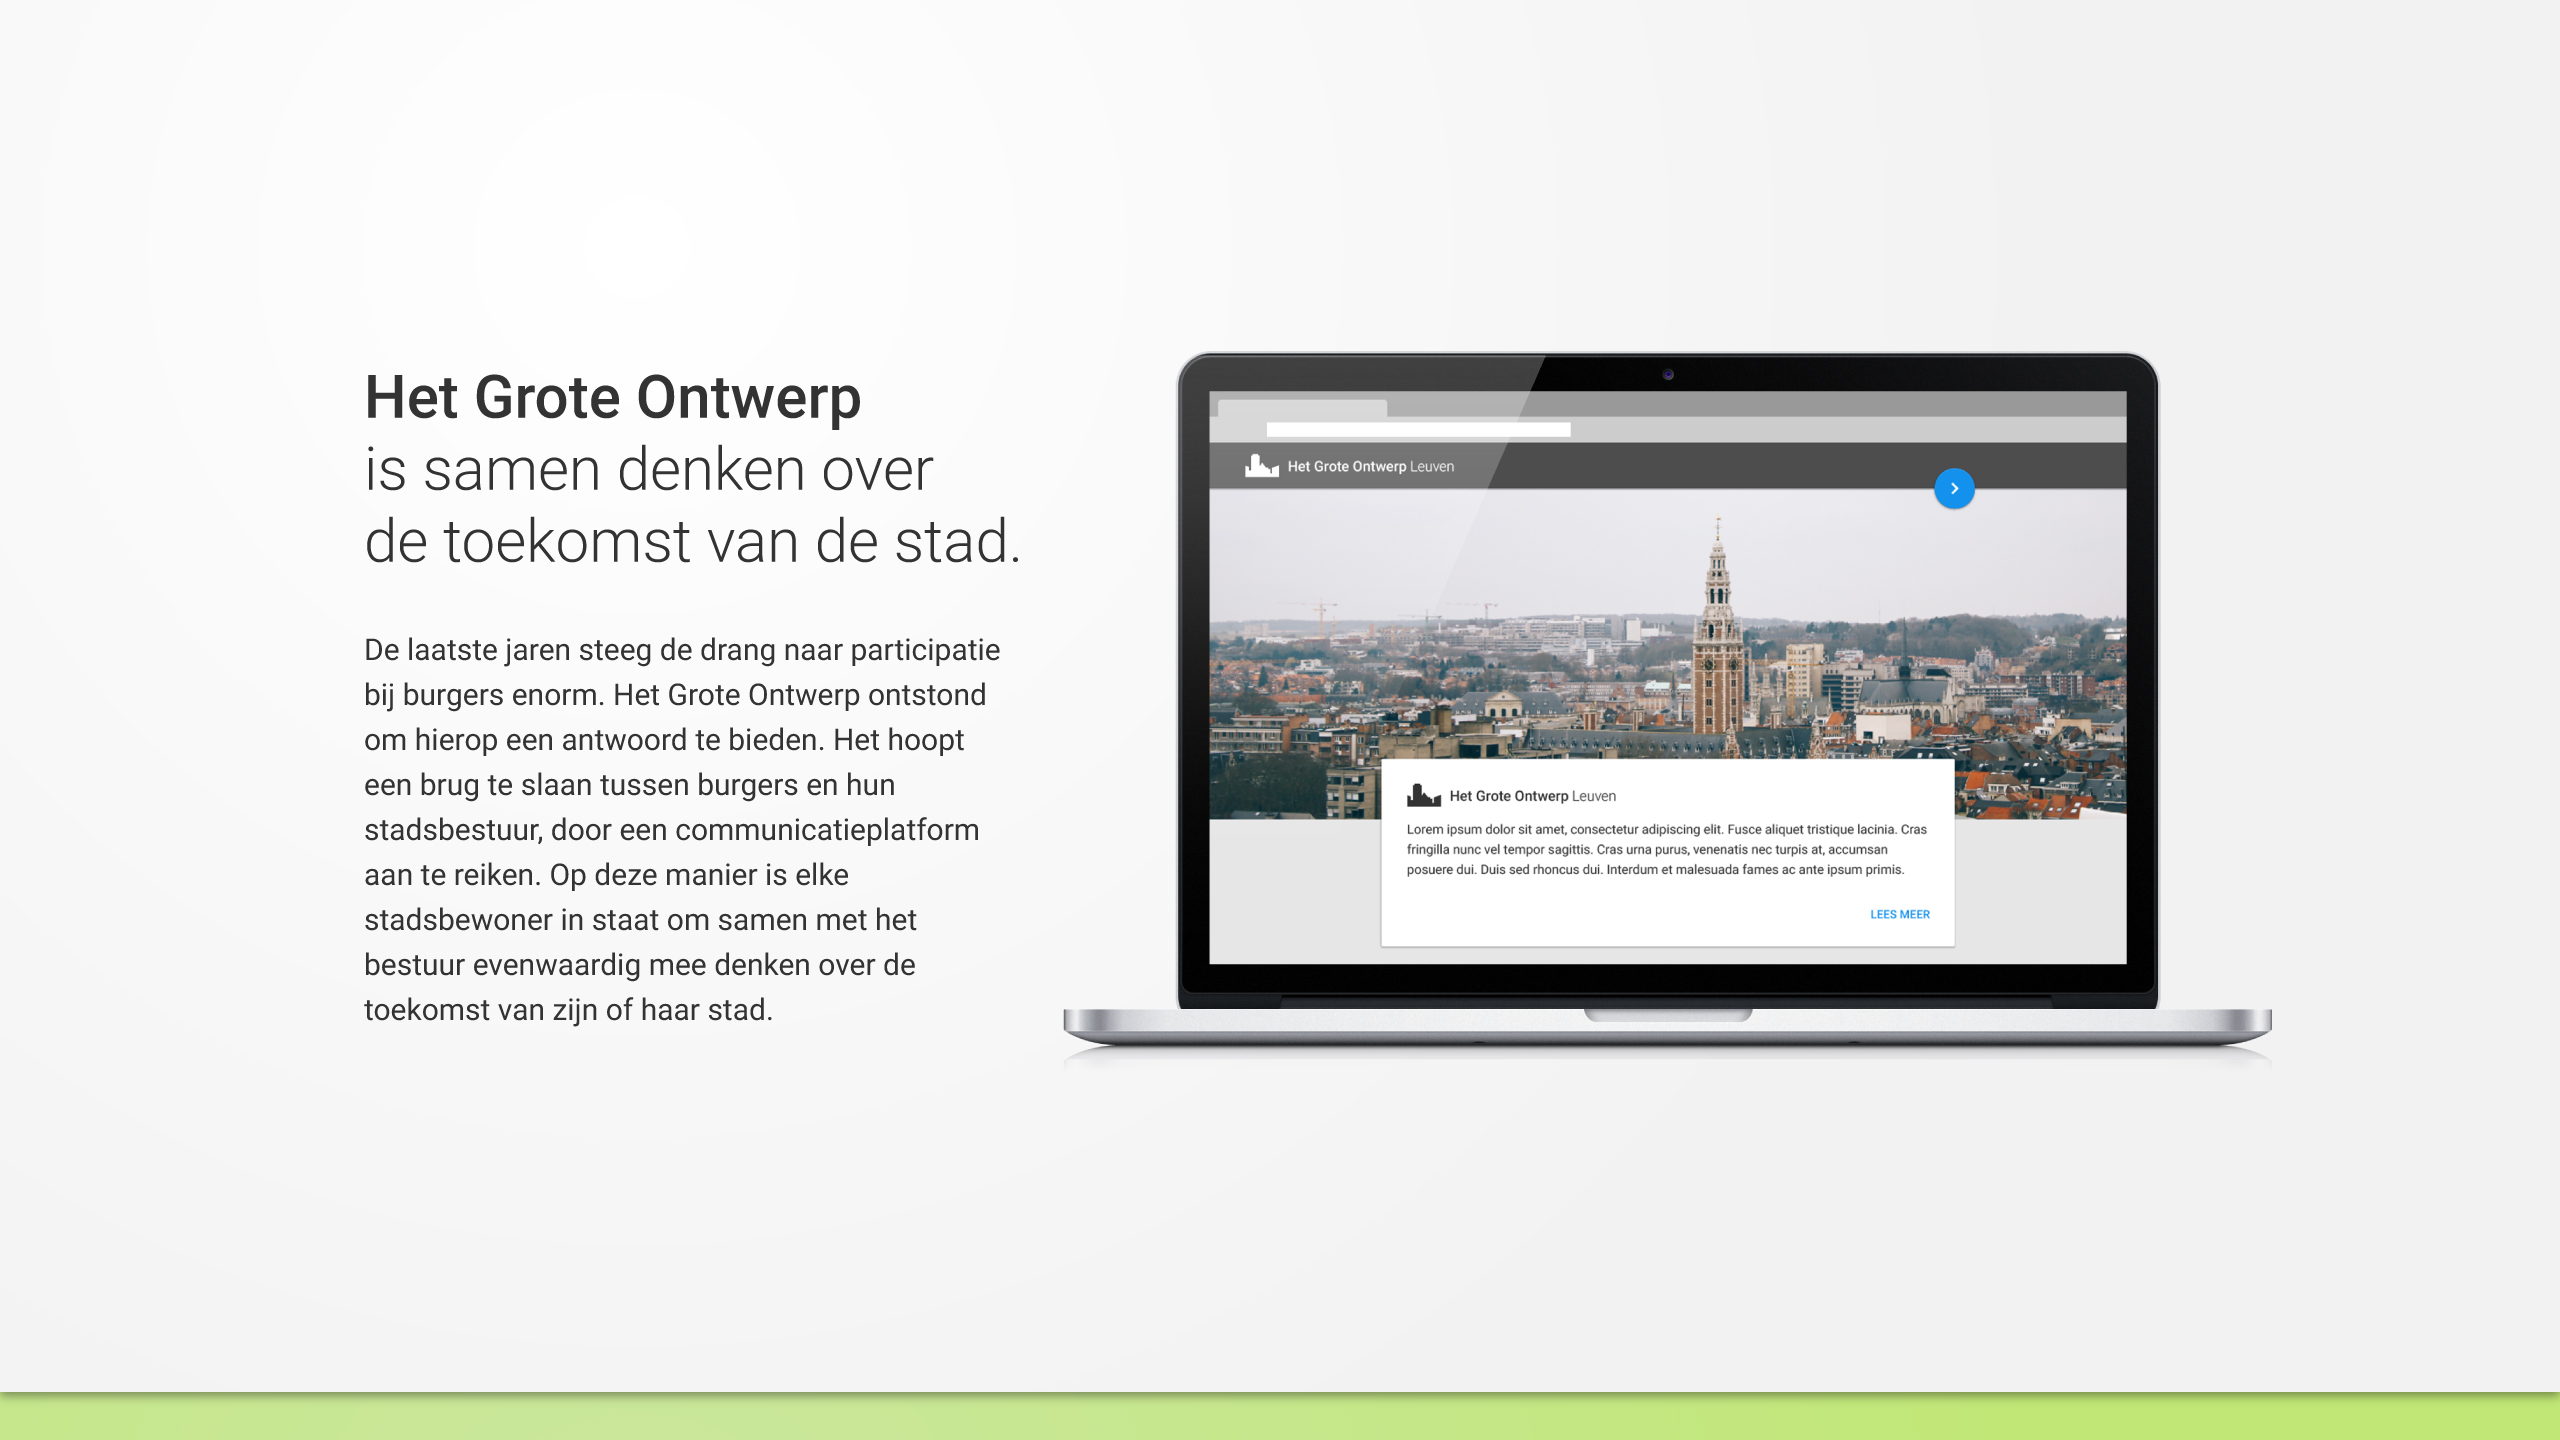 Het Grote Ontwerp
is samen denken over
de toekomst van de stad.
De laatste jaren steeg de drang naar participatie
bij burgers enorm. Het Grote Ontwerp ontstond
om hierop een antwoord te bieden. Het hoopt
een brug te slaan tussen burgers en hun
stadsbestuur, door een communicatieplatform
aan te reiken. Op deze manier is elke
stadsbewoner in staat om samen met het
bestuur evenwaardig mee denken over de
toekomst van zijn of haar stad.
Het Grote Ontwerp Leuven
Het Grote Ontwerp Leuven
Lorem ipsum dolor sit amet, consectetur adipiscing elit. Fusce aliquet tristique lacinia. Cras
fringilla nunc vel tempor sagittis. Cras urna purus, venenatis nec turpis at, accumsan
posuere dui. Duis sed rhoncus dui. Interdum et malesuada fames ac ante ipsum primis.
LEES MEER